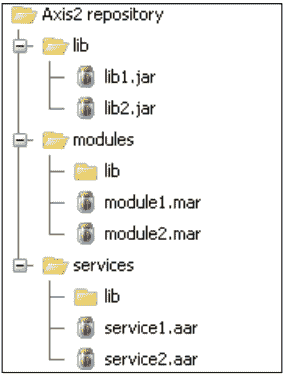 Axis2 repository
lib
lib1.jar
lib2.jar
modules
lib
module1.mar
module2.mar
services
lib
service1.aar
service2.aar